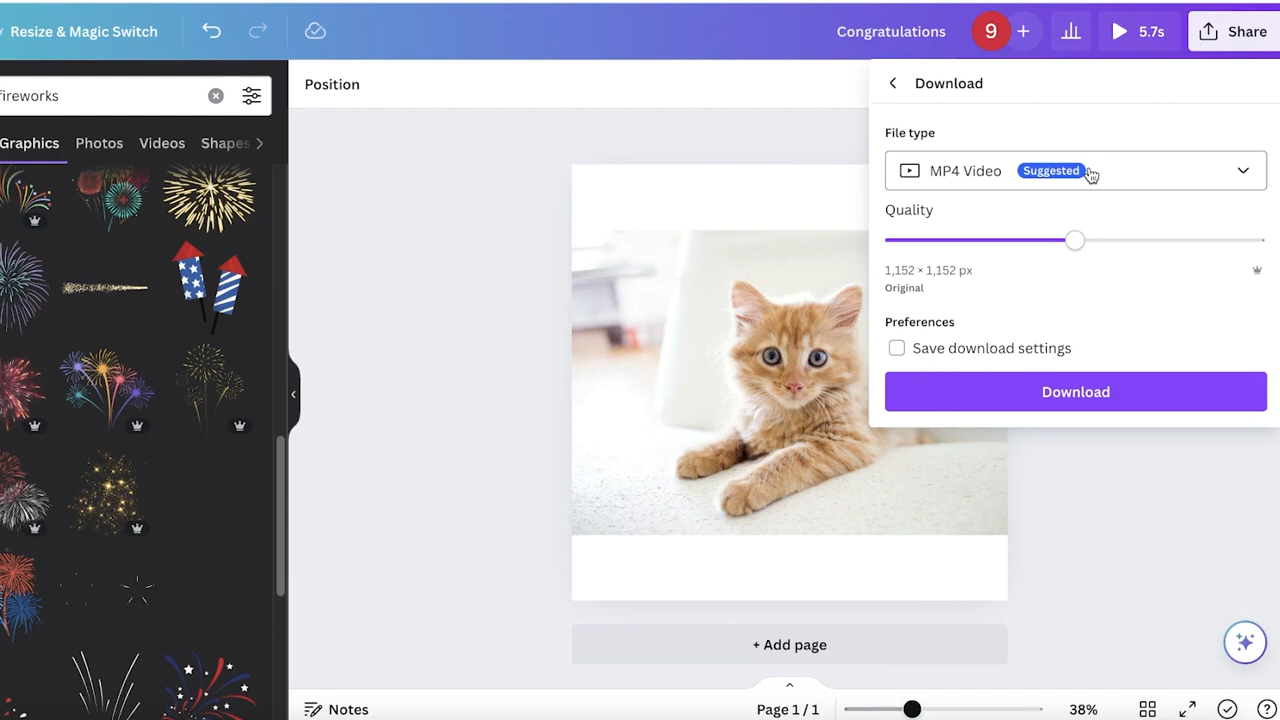 Resize & Magic Switch
Congratulations
9
+
5.7s
Share
fireworks
Graphics
Photos
Videos
Shapes
Position
Download
File type
MP4 Video
Suggested
Quality
1,152 × 1,152 px
Original
Preferences
Save download settings
Download
+ Add page
Notes
Page 1 / 1
38%